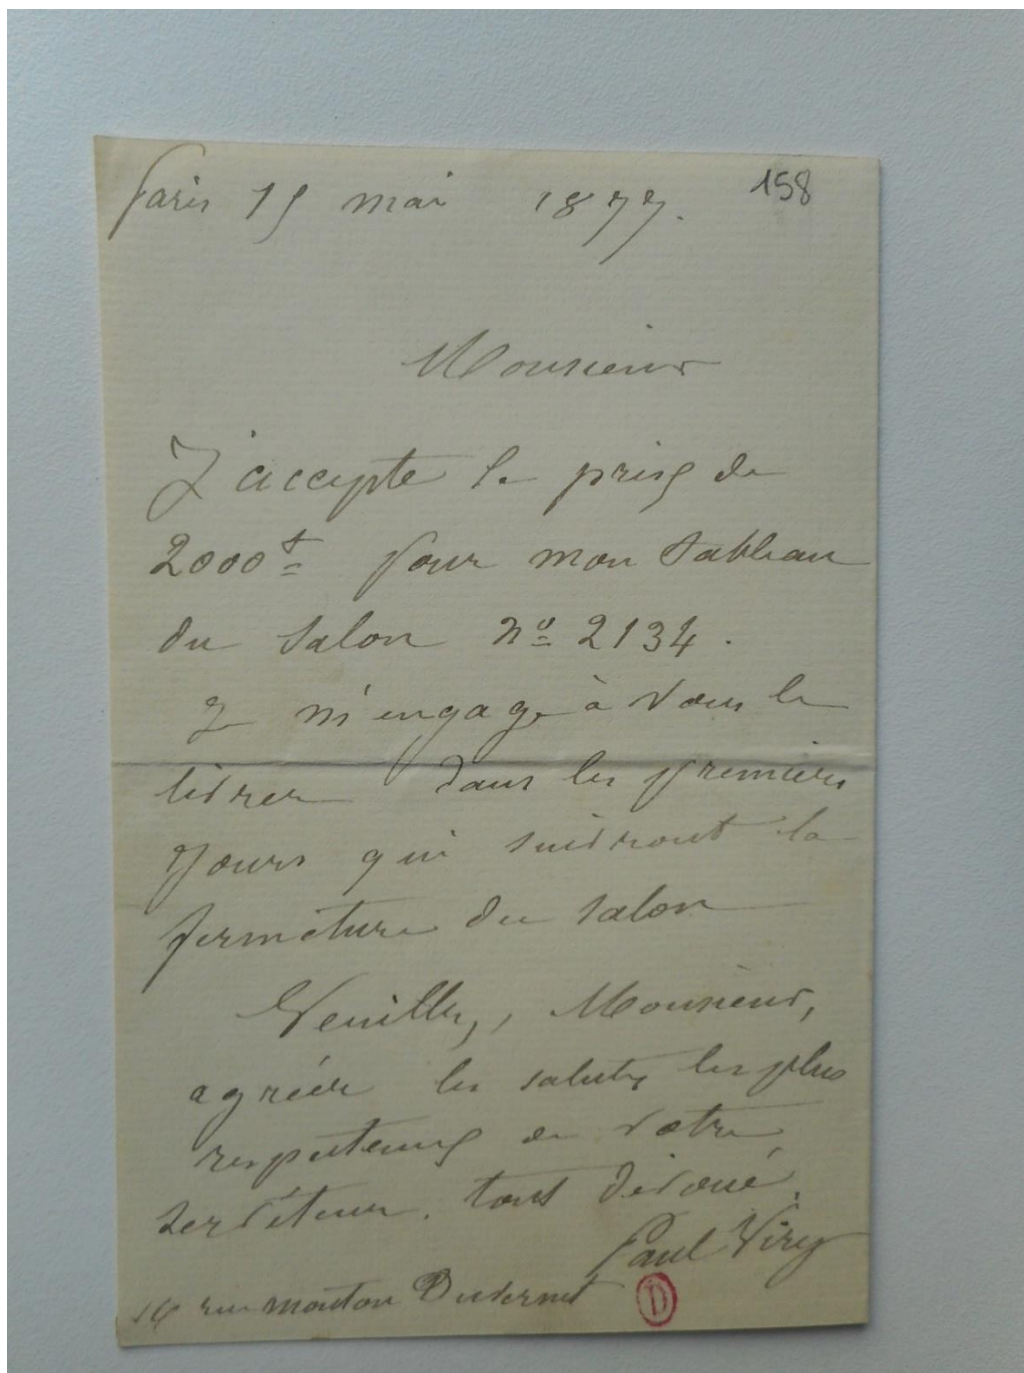 Paris 15 mai 1877. 158
Monsieur
J'accepte le prix de
2000f pour mon tableau
du salon nº 2134.
Je m'engage à vous le
livrer dans les premiers
jours qui suivront la
fermeture du salon
Veuillez, Monsieur,
agréer les saluts les plus
respectueux de votre
serviteur. tout dévoué.
Paul Viry
rue mouton Duvernet D